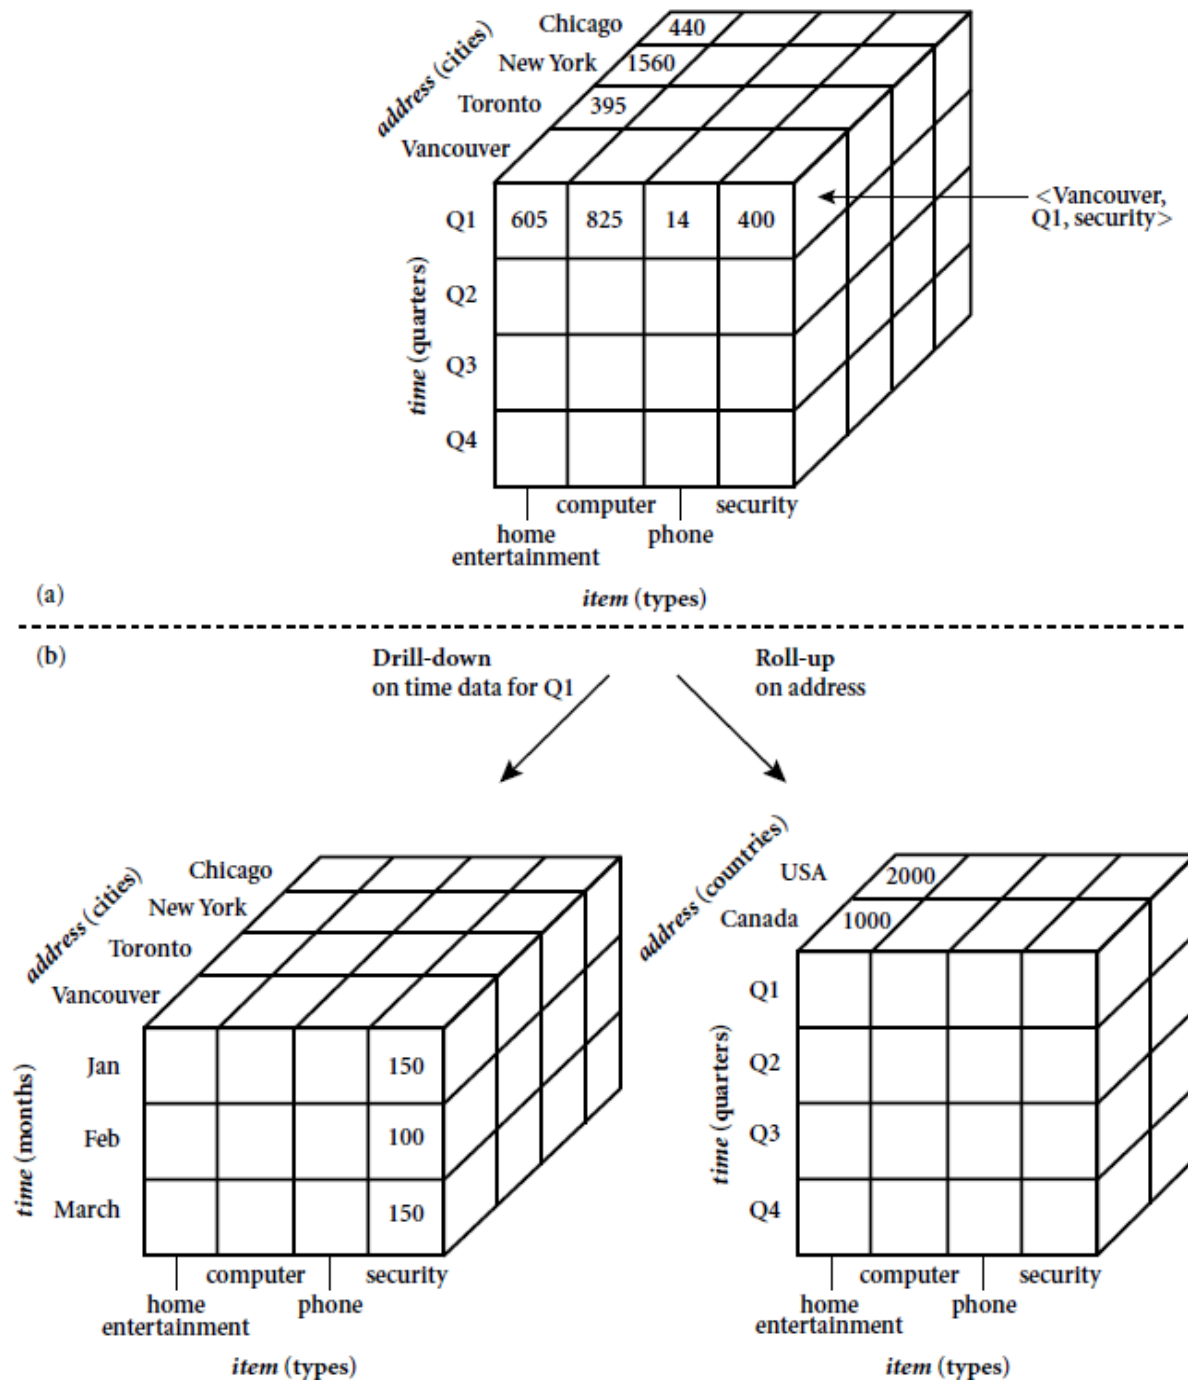 Chicago
440
New York
1560
address (cities)
Toronto
395
Vancouver
<Vancouver,
Q1, security>
Q1
605 825 14 400
Q2
time (quarters)
Q3
Q4
computer
security
home
entertainment
phone
item (types)
(a)
(b)
Drill-down
on time data for Q1
Roll-up
on address
Chicago
New York
address (cities)
Toronto
Vancouver
Jan
150
Feb
100
time (months)
March
150
computer
security
home
entertainment
phone
item (types)
address (countries)
USA
2000
Canada
1000
Q1
Q2
time (quarters)
Q3
Q4
computer
security
home
entertainment
phone
item (types)